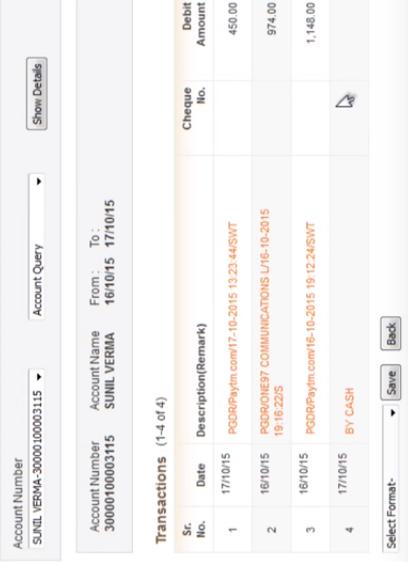 Account Number
SUNIL VERMA-30000100003115 Account Query Show Details
Account Number Account Name From : To :
30000100003115 SUNIL VERMA 16/10/15 17/10/15
Transactions (1-4 of 4)
Sr. No. Date Description(Remark) Cheque No. Debit Amount
1 17/10/15 PGDR/Paytm.com/17-10-2015 13:23:44/SWT 450.00
2 16/10/15 PGDR/ONE97 COMMUNICATIONS L/16-10-2015 974.00
19:16:22/S
3 16/10/15 PGDR/Paytm.com/16-10-2015 19:12:24/SWT 1,148.00
4 17/10/15 BY CASH
Select Format- Save Back